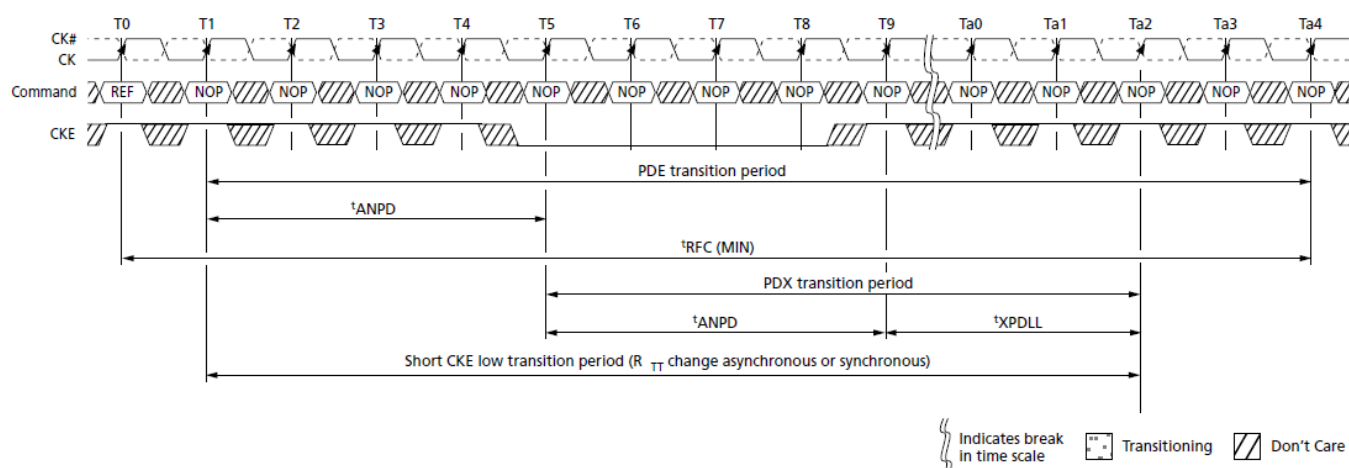 T0 T1 T2 T3 T4 T5 T6 T7 T8 T9 Ta0 Ta1 Ta2 Ta3 Ta4
CK#
CK
Command REF NOP NOP NOP NOP NOP NOP NOP NOP NOP NOP NOP NOP NOP NOP
CKE
PDE transition period
tANPD
tRFC (MIN)
PDX transition period
tANPD tXPDLL
Short CKE low transition period (R TT change asynchronous or synchronous)
Indicates break
in time scale
Transitioning
Don't Care